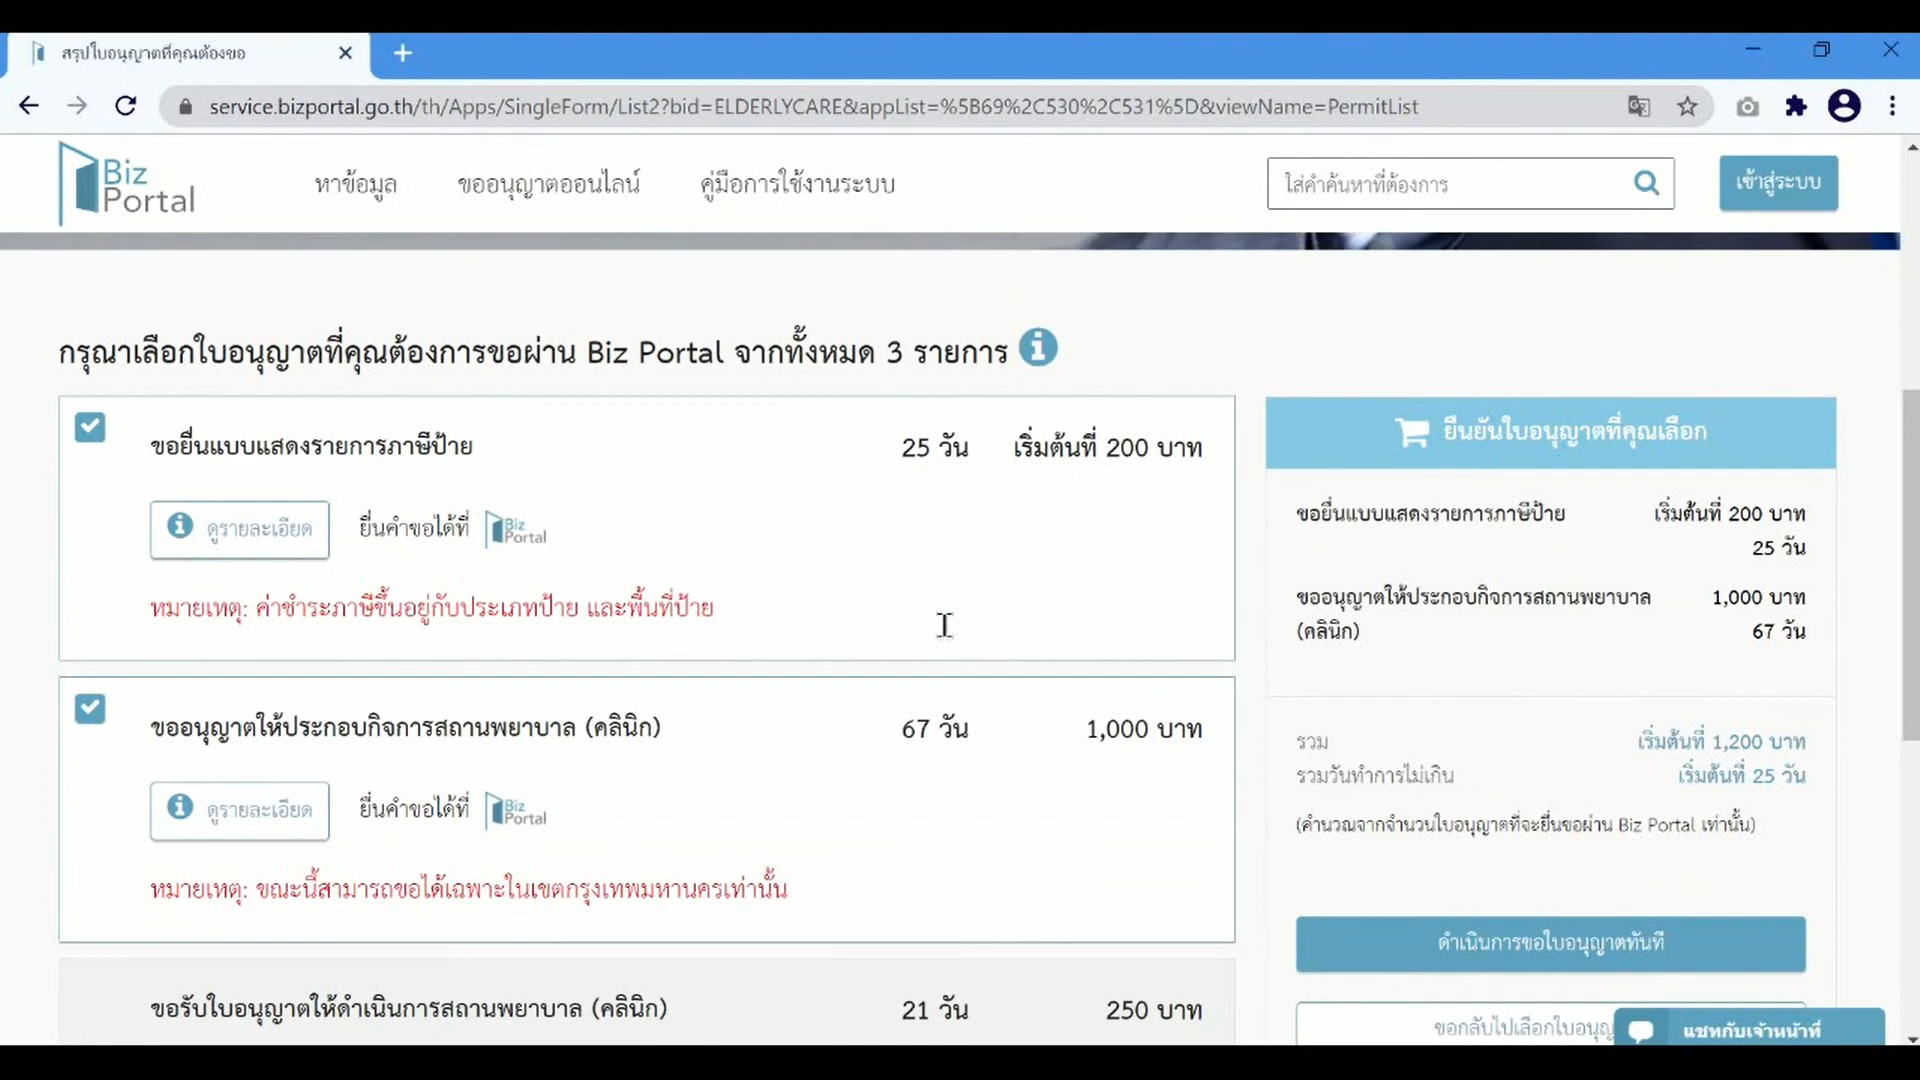 สรุปใบอนุญาตที่คุณต้องขอ
service.bizportal.go.th/th/Apps/SingleForm/List2?bid=ELDERLYCARE&appList=%5B69%2C530%2C531%5D&viewName=PermitList
Biz Portal
หาข้อมูล
ขออนุญาตออนไลน์
คู่มือการใช้งานระบบ
ใส่คำค้นหาที่ต้องการ
เข้าสู่ระบบ
กรุณาเลือกใบอนุญาตที่คุณต้องการขอผ่าน Biz Portal จากทั้งหมด 3 รายการ
ขอยื่นแบบแสดงรายการภาษีป้าย 25 วัน เริ่มต้นที่ 200 บาท
ดูรายละเอียด ยื่นคำขอได้ที่ Biz Portal
หมายเหตุ: ค่าชำระภาษีขึ้นอยู่กับประเภทป้าย และพื้นที่ป้าย
ขออนุญาตให้ประกอบกิจการสถานพยาบาล (คลินิก) 67 วัน 1,000 บาท
ดูรายละเอียด ยื่นคำขอได้ที่ Biz Portal
หมายเหตุ: ขณะนี้สามารถขอได้เฉพาะในเขตกรุงเทพมหานครเท่านั้น
ขอรับใบอนุญาตให้ดำเนินการสถานพยาบาล (คลินิก) 21 วัน 250 บาท
ยืนยันใบอนุญาตที่คุณเลือก
ขอยื่นแบบแสดงรายการภาษีป้าย เริ่มต้นที่ 200 บาท
25 วัน
ขออนุญาตให้ประกอบกิจการสถานพยาบาล 1,000 บาท
(คลินิก) 67 วัน
รวม เริ่มต้นที่ 1,200 บาท
รวมวันทำการไม่เกิน เริ่มต้นที่ 25 วัน
(คำนวณจากจำนวนใบอนุญาตที่จะยื่นขอผ่าน Biz Portal เท่านั้น)
ดำเนินการขอใบอนุญาตทันที
ขอกลับไปเลือกใบอนุญ
แชทกับเจ้าหน้าที่